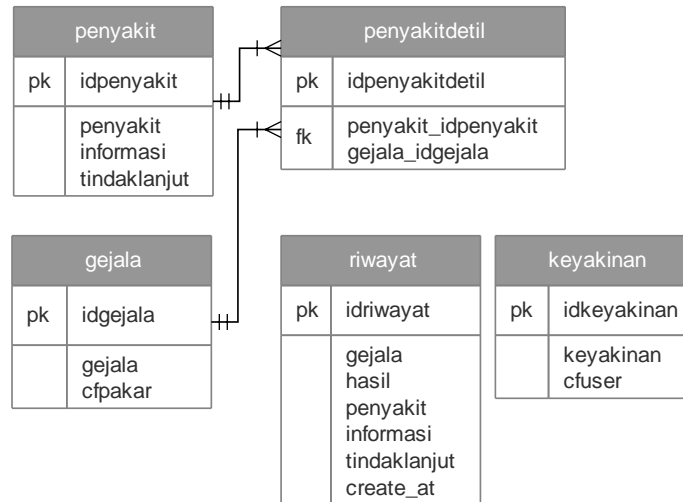 penyakit
pk idpenyakit
penyakit
informasi
tindaklanjut
penyakitdetil
pk idpenyakitdetil
fk penyakit_idpenyakit
gejala_idgejala
gejala
pk idgejala
gejala
cfpakar
riwayat
pk idriwayat
gejala
hasil
penyakit
informasi
tindaklanjut
create_at
keyakinan
pk idkeyakinan
keyakinan
cfuser